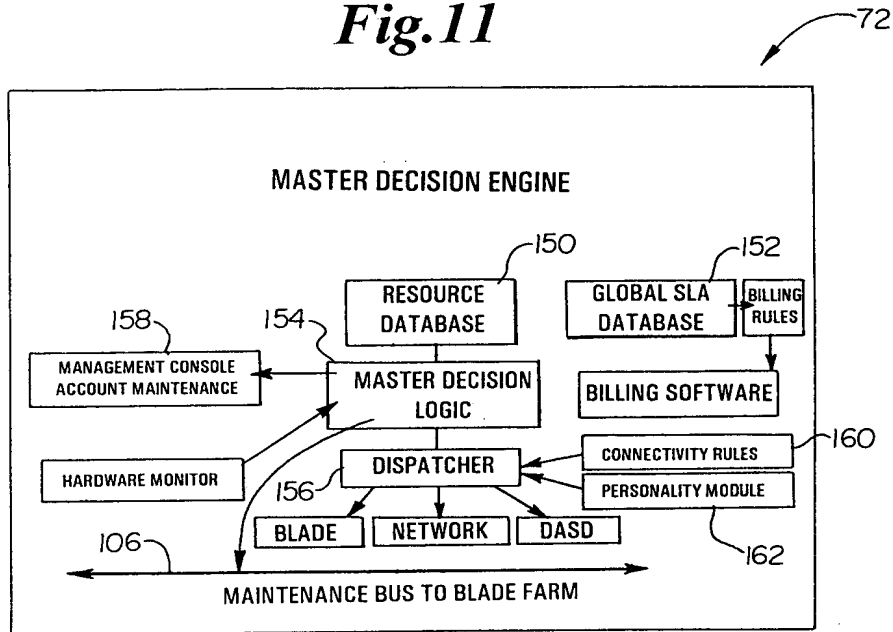 Fig.11
72
MASTER DECISION ENGINE
150
152
RESOURCE
DATABASE
GLOBAL SLA
DATABASE
BILLING
RULES
158
154
MANAGEMENT CONSOLE
ACCOUNT MAINTENANCE
MASTER DECISION
LOGIC
BILLING SOFTWARE
HARDWARE MONITOR
156
DISPATCHER
CONNECTIVITY RULES
160
PERSONALITY MODULE
162
BLADE
NETWORK
DASD
106
MAINTENANCE BUS TO BLADE FARM